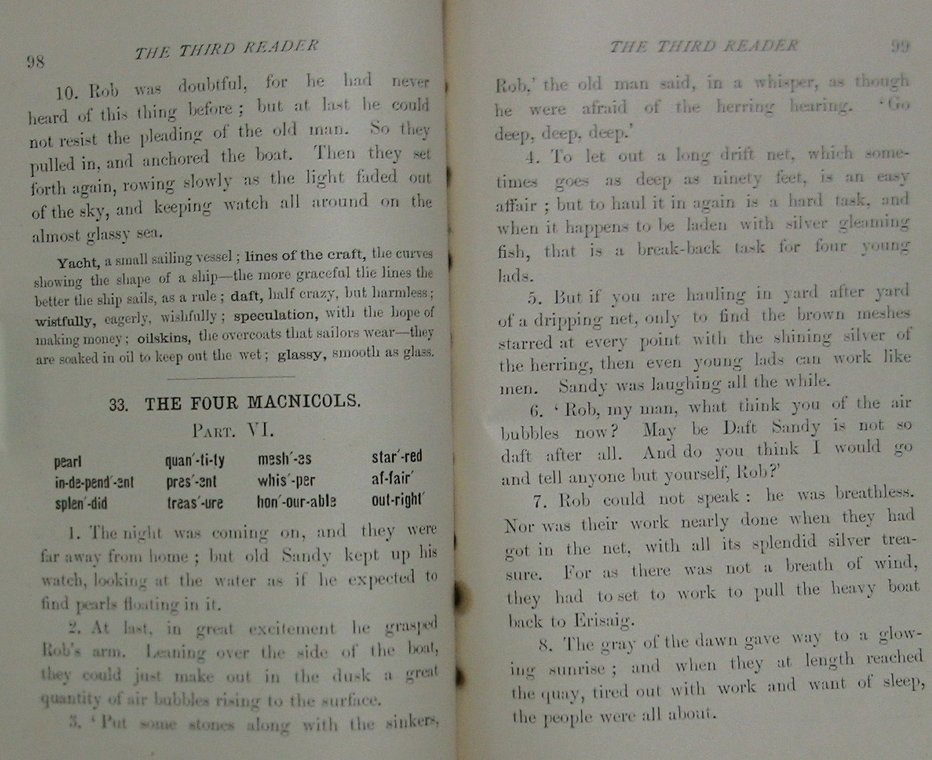 98
THE THIRD READER
10. Rob was doubtful, for he had never
heard of this thing before ; but at last he could
not resist the pleading of the old man. So they
pulled in, and anchored the boat. Then they set
forth again, rowing slowly as the light faded out
of the sky, and keeping watch all around on the
almost glassy sea.
Yacht, a small sailing vessel ; lines of the craft, the curves
showing the shape of a ship—the more graceful the lines the
better the ship sails, as a rule ; daft, half crazy, but harmless ;
wistfully, eagerly, wishfully ; speculation, with the hope of
making money ; oilskins, the overcoats that sailors wear—they
are soaked in oil to keep out the wet ; glassy, smooth as glass.
33. THE FOUR MACNICOLS.
PART. VI.
pearl quan´-ti-ty mesh´-es star´-red
in-de-pend´-ent pres´-ent whis´-per af-fair´
splen´-did treas´-ure hon´-our-able out-right´
1. The night was coming on, and they were
far away from home ; but old Sandy kept up his
watch, looking at the water as if he expected to
find pearls floating in it.
2. At last, in great excitement he grasped
Rob's arm. Leaning over the side of the boat,
they could just make out in the dusk a great
quantity of air bubbles rising to the surface.
3. ‘Put some stones along with the sinkers,
THE THIRD READER
99
Rob,’ the old man said, in a whisper, as though
he were afraid of the herring hearing. ‘Go
deep, deep, deep.’
4. To let out a long drift net, which some-
times goes as deep as ninety feet, is an easy
affair ; but to haul it in again is a hard task, and
when it happens to be laden with silver gleaming
fish, that is a break-back task for four young
lads.
5. But if you are hauling in yard after yard
of a dripping net, only to find the brown meshes
starred at every point with the shining silver of
the herring, then even young lads can work like
men. Sandy was laughing all the while.
6. ‘Rob, my man, what think you of the air
bubbles now? May be Daft Sandy is not so
daft after all. And do you think I would go
and tell anyone but yourself, Rob?’
7. Rob could not speak : he was breathless.
Nor was their work nearly done when they had
got in the net, with all its splendid silver trea-
sure. For as there was not a breath of wind,
they had to set to work to pull the heavy boat
back to Erisaig.
8. The gray of the dawn gave way to a glow-
ing sunrise ; and when they at length reached
the quay, tired out with work and want of sleep,
the people were all about.